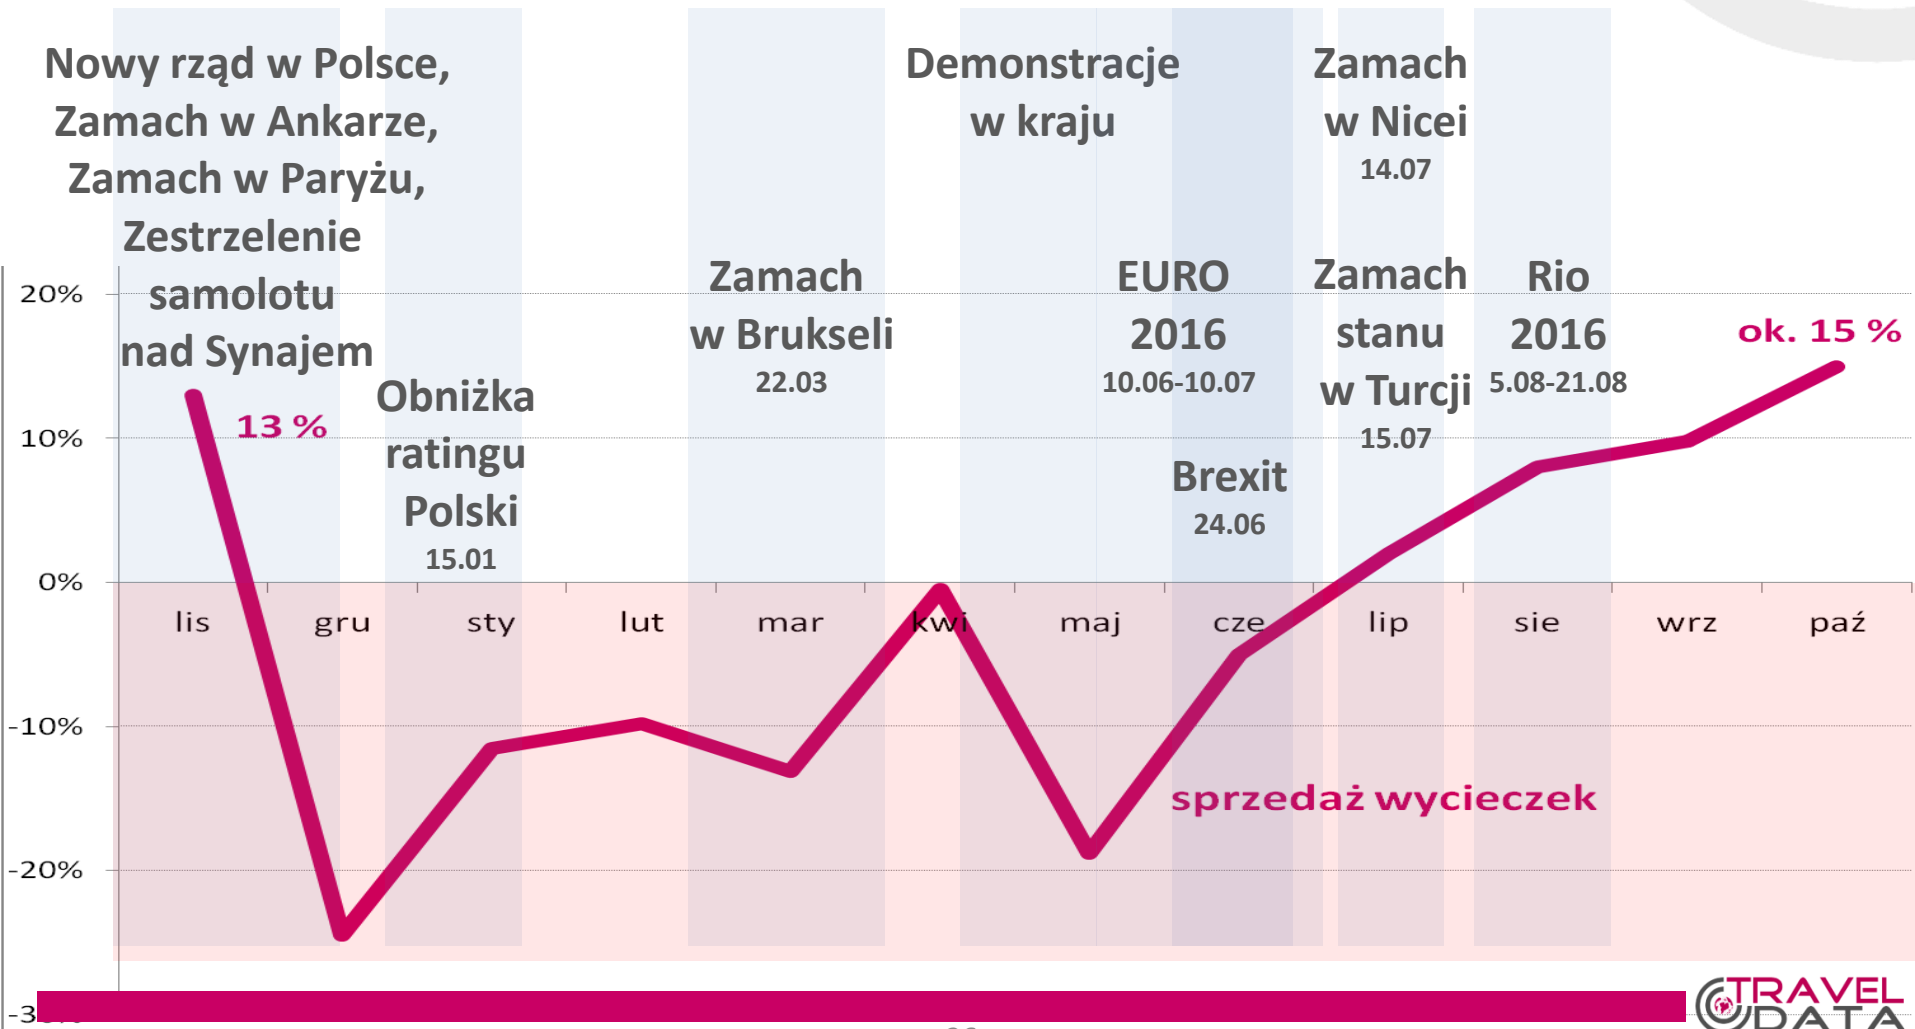 Nowy rząd w Polsce,
Zamach w Ankarze,
Zamach w Paryżu,
Zestrzelenie
samolotu
nad Synajem
Demonstracje
w kraju
Zamach
w Nicei
14.07
Zamach
w Brukseli
22.03
EURO
2016
10.06-10.07
Zamach
stanu
w Turcji
15.07
Rio
2016
5.08-21.08
ok. 15 %
13 %
Obniżka
ratingu
Polski
15.01
Brexit
24.06
20%
10%
0%
-10%
-20%
lis gru sty lut mar kwi maj cze lip sie wrz paź
sprzedaż wycieczek
TRAVEL
DATA